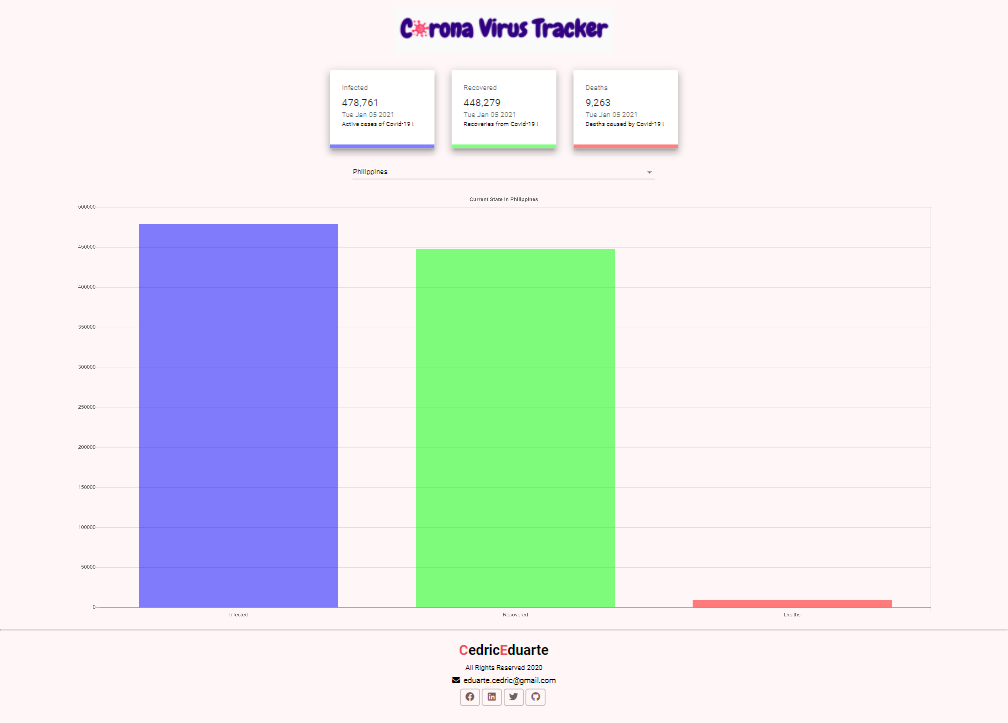 Corona Virus Tracker
Infected
478,761
Tue Jan 05 2021
Active cases of Covid-19
Recovered
448,279
Tue Jan 05 2021
Recoveries from Covid-19
Deaths
9,263
Tue Jan 05 2021
Deaths caused by Covid-19
Philippines
Current State in Philippines
500000
450000
400000
350000
300000
250000
200000
150000
100000
50000
0
Infected
Recovered
Deaths
CedricEduarte
All Rights Reserved 2020
eduarte.cedric@gmail.com